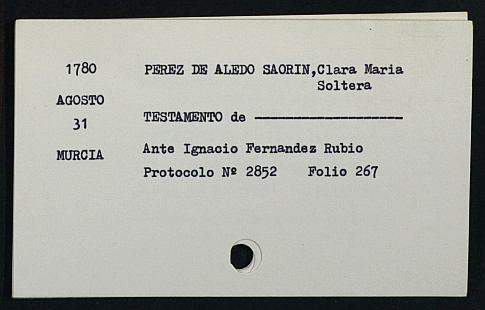 1780 PEREZ DE ALEDO SAORIN,Clara Maria
Soltera
AGOSTO
31 TESTAMENTO de ————————
MURCIA Ante Ignacio Fernandez Rubio
Protocolo Nº 2852 Folio 267